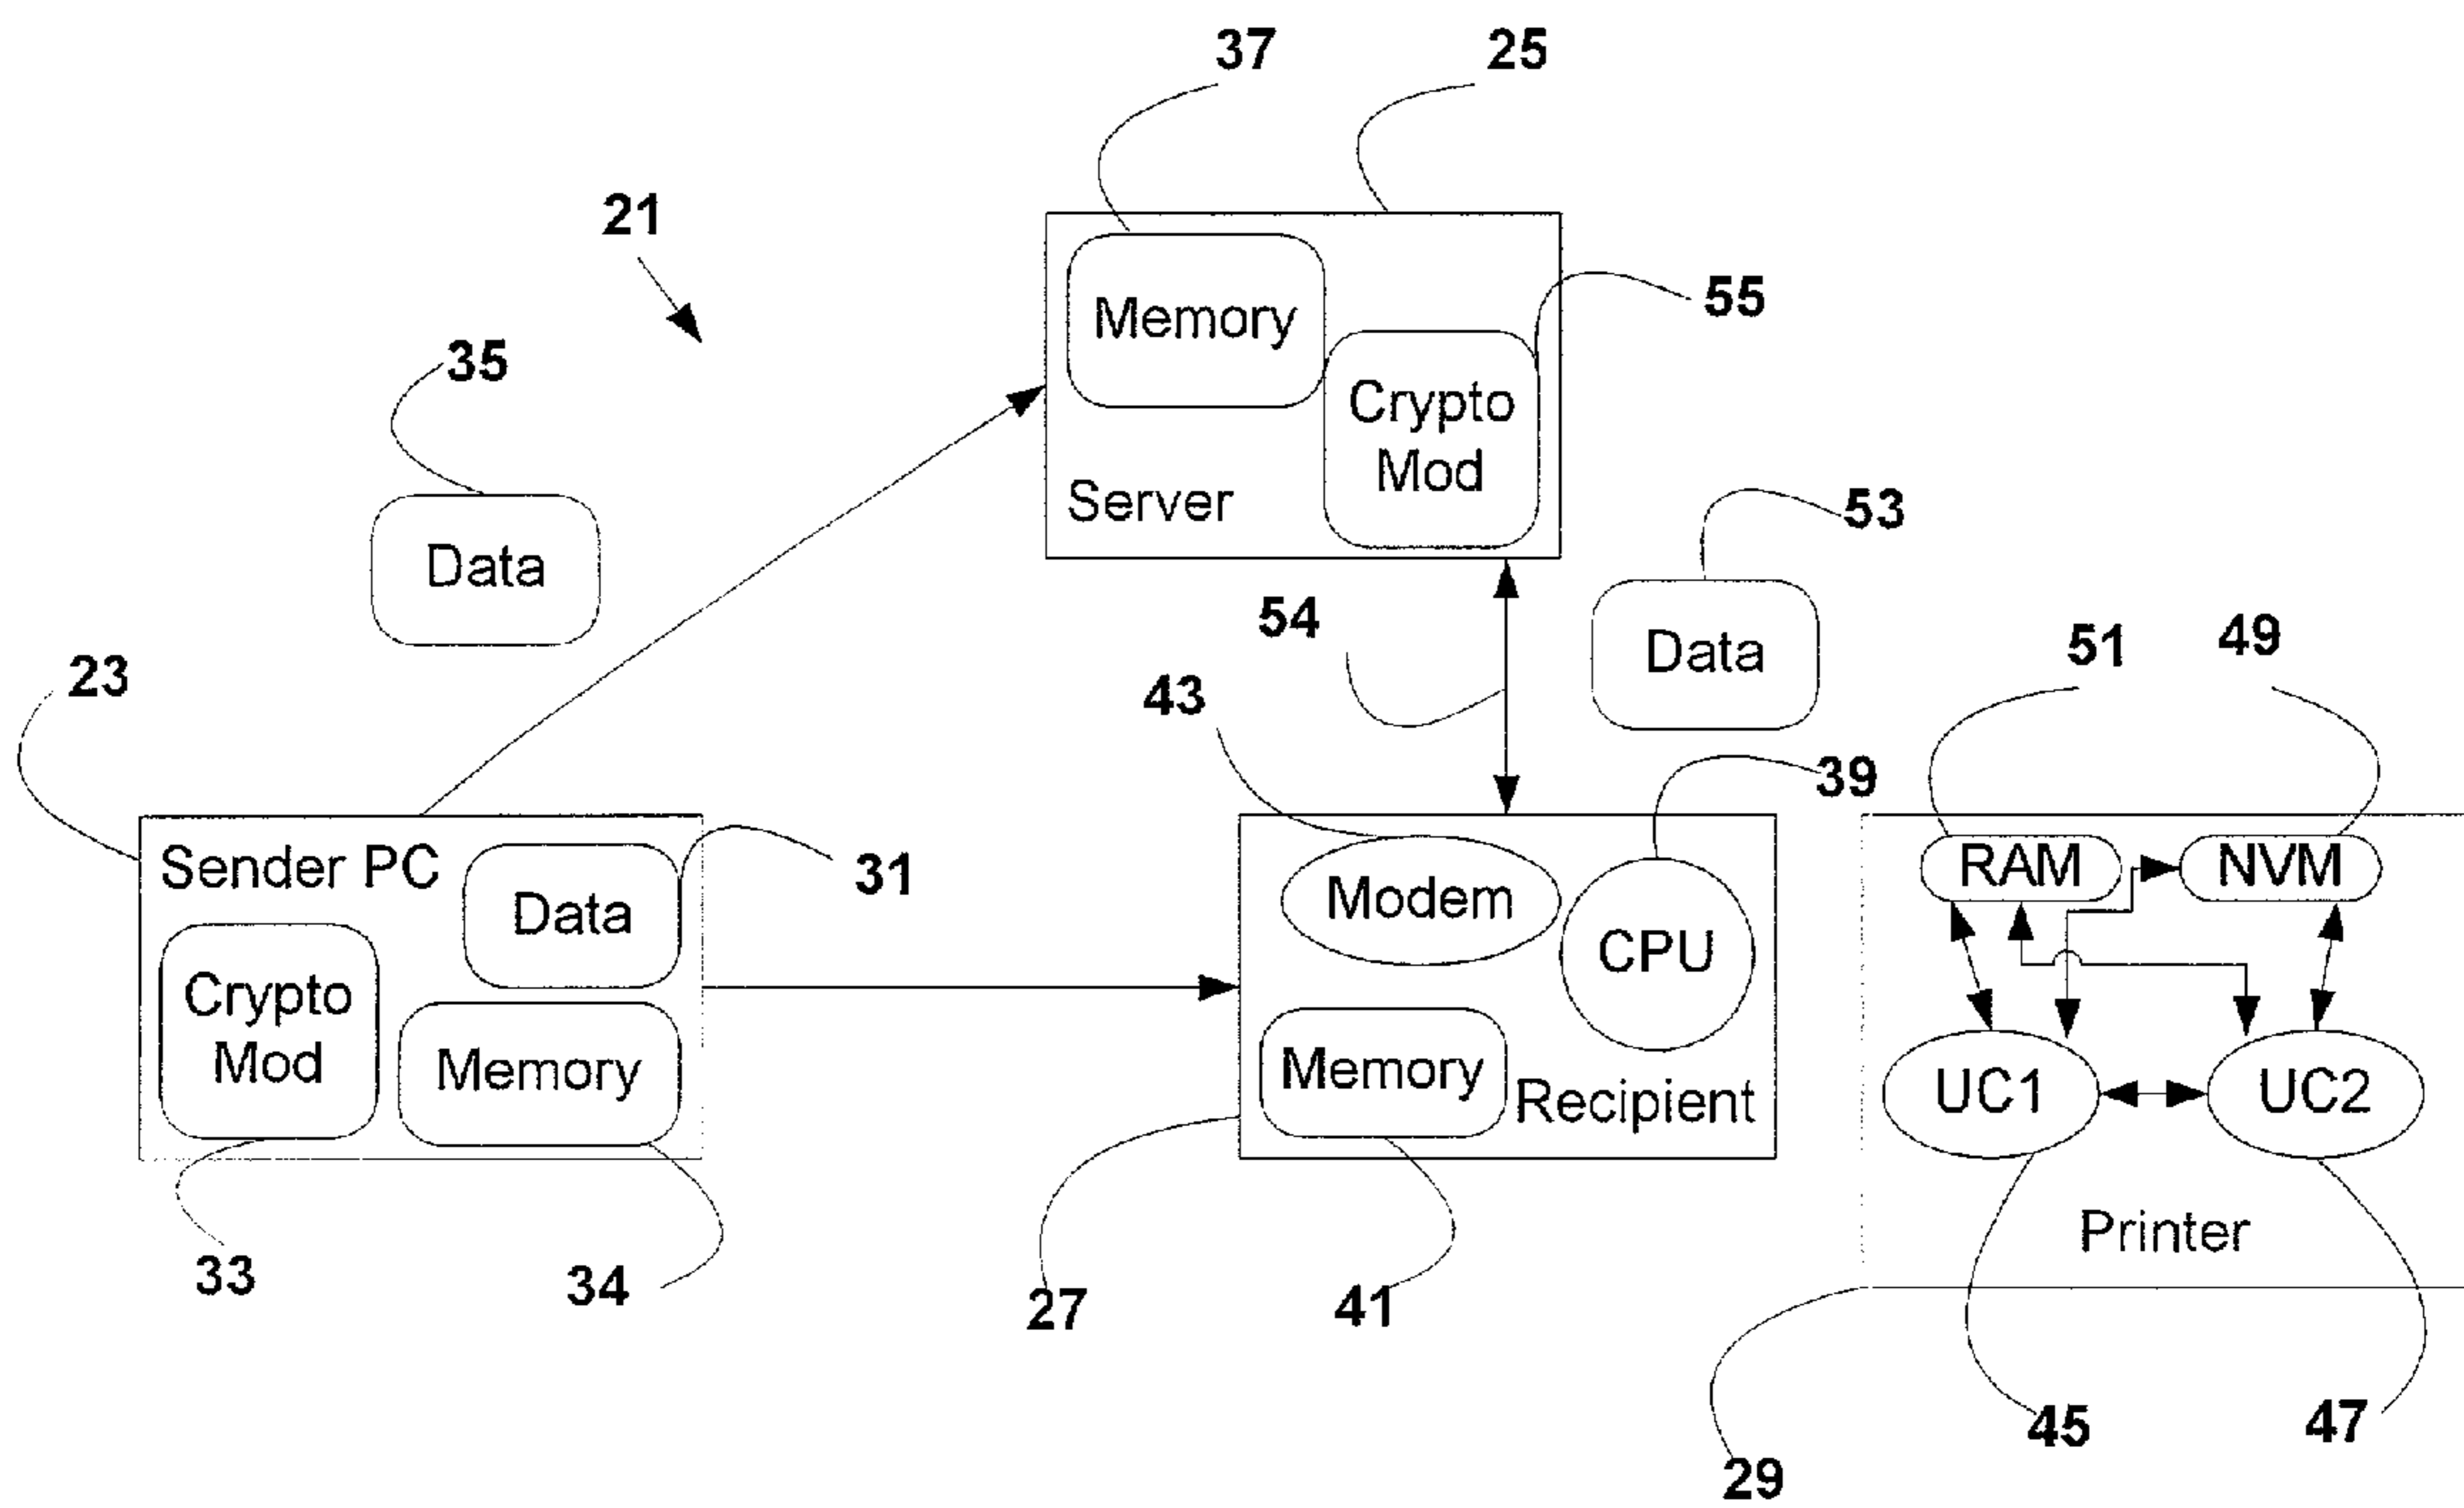 37
25
21
Memory
55
35
Crypto
Mod
Server
53
Data
54
Data
51
49
23
43
39
Sender PC
31
RAM
NVM
Data
Modem
CPU
Crypto
Mod
Memory
Memory
Recipient
UC1
UC2
Printer
33
34
27
41
45
47
29